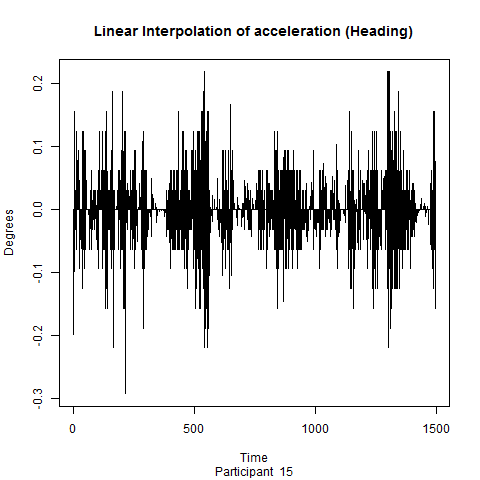 Linear Interpolation of acceleration (Heading)
Degrees
0.2
0.1
0.0
-0.1
-0.2
-0.3
0 500 1000 1500
Time
Participant 15